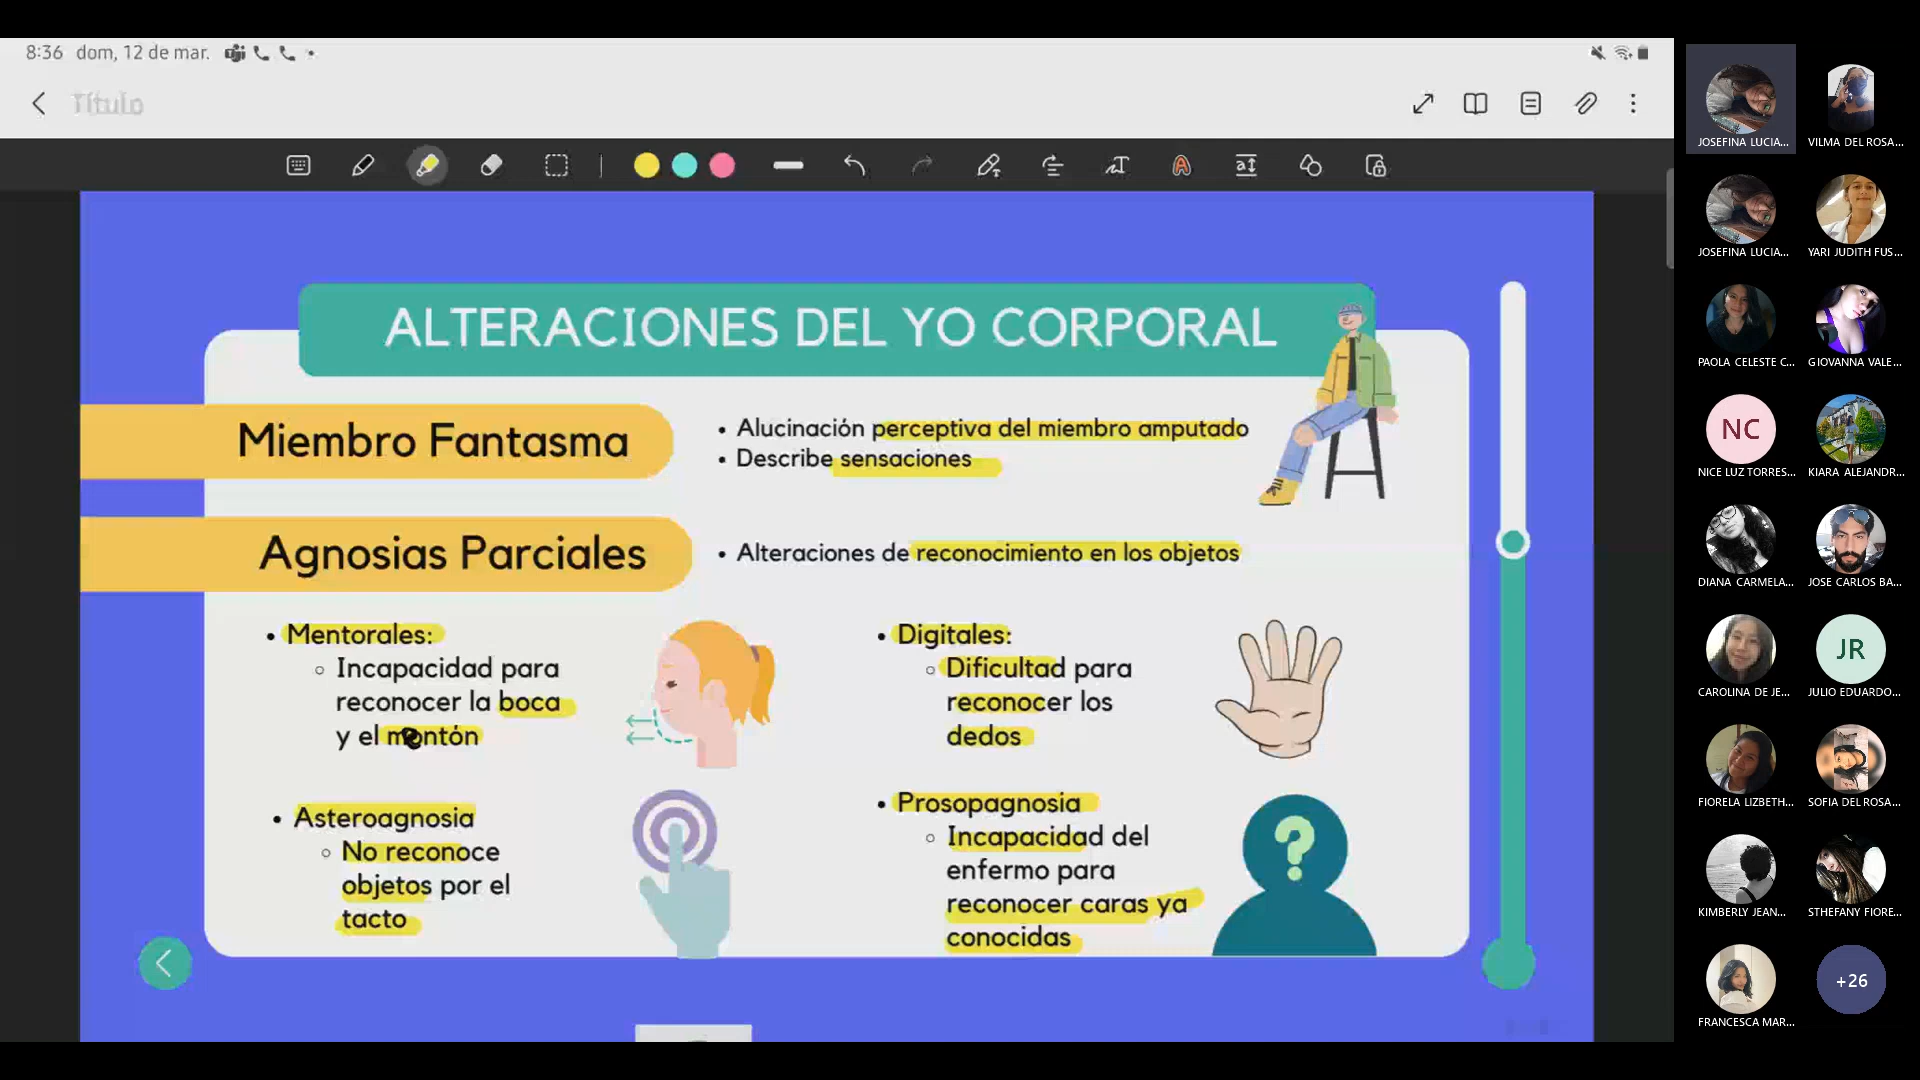 8:36 dom, 12 de mar.
Título
ALTERACIONES DEL YO CORPORAL
Miembro Fantasma
• Alucinación perceptiva del miembro amputado
• Describe sensaciones
Agnosias Parciales
• Alteraciones de reconocimiento en los objetos
• Mentorales:
○ Incapacidad para
reconocer la boca
y el
• Digitales:
○ Dificultad para
reconocer los
dedos
• Asteroagnosia
○ No reconoce
objetos por el
tacto
• Prosopagnosia
○ Incapacidad del
enfermo para
reconocer caras ya
conocidas
?
JOSEFINA LUCIA...
VILMA DEL ROSA...
JOSEFINA LUCIA...
YARI JUDITH FUS...
PAOLA CELESTE C...
GIOVANNA VALE...
NC
NICE LUZ TORRES...
KIARA ALEJANDR...
DIANA CARMELA...
JOSE CARLOS BA...
CAROLINA DE JE...
JR
JULIO EDUARDO...
FIORELA LIZBETH...
SOFIA DEL ROSA...
KIMBERLY JEAN...
STHEFANY FIORE...
FRANCESCA MAR...
+26